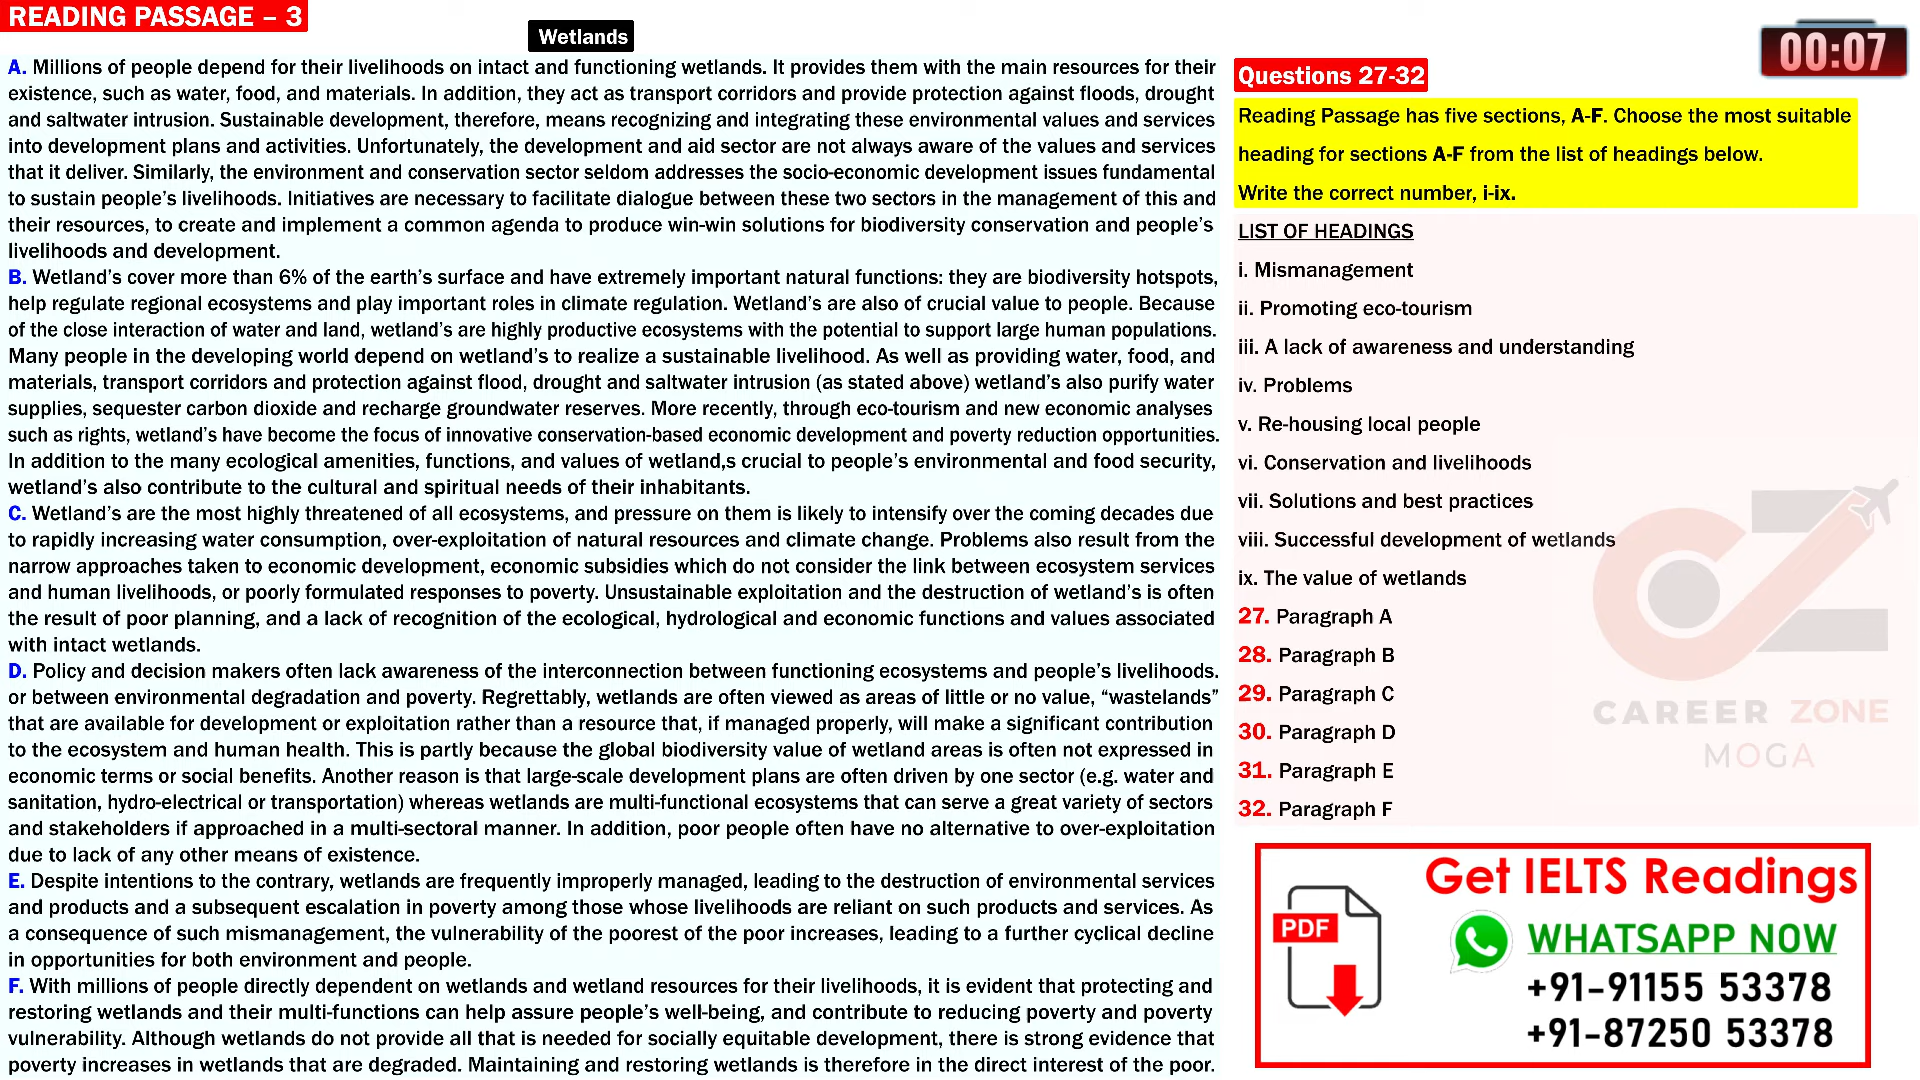 READING PASSAGE – 3
Wetlands
A. Millions of people depend for their livelihoods on intact and functioning wetlands. It provides them with the main resources for their
existence, such as water, food, and materials. In addition, they act as transport corridors and provide protection against floods, drought
and saltwater intrusion. Sustainable development, therefore, means recognizing and integrating these environmental values and services
into development plans and activities. Unfortunately, the development and aid sector are not always aware of the values and services
that it deliver. Similarly, the environment and conservation sector seldom addresses the socio-economic development issues fundamental
to sustain people's livelihoods. Initiatives are necessary to facilitate dialogue between these two sectors in the management of this and
their resources, to create and implement a common agenda to produce win-win solutions for biodiversity conservation and people's
livelihoods and development.
B. Wetland's cover more than 6% of the earth's surface and have extremely important natural functions: they are biodiversity hotspots,
help regulate regional ecosystems and play important roles in climate regulation. Wetland's are also of crucial value to people. Because
of the close interaction of water and land, wetland's are highly productive ecosystems with the potential to support large human populations.
Many people in the developing world depend on wetland's to realize a sustainable livelihood. As well as providing water, food, and
materials, transport corridors and protection against flood, drought and saltwater intrusion (as stated above) wetland's also purify water
supplies, sequester carbon dioxide and recharge groundwater reserves. More recently, through eco-tourism and new economic analyses
such as rights, wetland's have become the focus of innovative conservation-based economic development and poverty reduction opportunities.
In addition to the many ecological amenities, functions, and values of wetland,s crucial to people's environmental and food security,
wetland's also contribute to the cultural and spiritual needs of their inhabitants.
C. Wetland's are the most highly threatened of all ecosystems, and pressure on them is likely to intensify over the coming decades due
to rapidly increasing water consumption, over-exploitation of natural resources and climate change. Problems also result from the
narrow approaches taken to economic development, economic subsidies which do not consider the link between ecosystem services
and human livelihoods, or poorly formulated responses to poverty. Unsustainable exploitation and the destruction of wetland's is often
the result of poor planning, and a lack of recognition of the ecological, hydrological and economic functions and values associated
with intact wetlands.
D. Policy and decision makers often lack awareness of the interconnection between functioning ecosystems and people's livelihoods.
or between environmental degradation and poverty. Regrettably, wetlands are often viewed as areas of little or no value, "wastelands"
that are available for development or exploitation rather than a resource that, if managed properly, will make a significant contribution
to the ecosystem and human health. This is partly because the global biodiversity value of wetland areas is often not expressed in
economic terms or social benefits. Another reason is that large-scale development plans are often driven by one sector (e.g. water and
sanitation, hydro-electrical or transportation) whereas wetlands are multi-functional ecosystems that can serve a great variety of sectors
and stakeholders if approached in a multi-sectoral manner. In addition, poor people often have no alternative to over-exploitation
due to lack of any other means of existence.
E. Despite intentions to the contrary, wetlands are frequently improperly managed, leading to the destruction of environmental services
and products and a subsequent escalation in poverty among those whose livelihoods are reliant on such products and services. As
a consequence of such mismanagement, the vulnerability of the poorest of the poor increases, leading to a further cyclical decline
in opportunities for both environment and people.
F. With millions of people directly dependent on wetlands and wetland resources for their livelihoods, it is evident that protecting and
restoring wetlands and their multi-functions can help assure people's well-being, and contribute to reducing poverty and poverty
vulnerability. Although wetlands do not provide all that is needed for socially equitable development, there is strong evidence that
poverty increases in wetlands that are degraded. Maintaining and restoring wetlands is therefore in the direct interest of the poor.
00:07
Questions 27-32
Reading Passage has five sections, A-F. Choose the most suitable
heading for sections A-F from the list of headings below.
Write the correct number, i-ix.
LIST OF HEADINGS
i. Mismanagement
ii. Promoting eco-tourism
iii. A lack of awareness and understanding
iv. Problems
v. Re-housing local people
vi. Conservation and livelihoods
vii. Solutions and best practices
viii. Successful development of wetlands
ix. The value of wetlands
27. Paragraph A
28. Paragraph B
29. Paragraph C
30. Paragraph D
31. Paragraph E
32. Paragraph F
CAREER ZONE
MOGA
Get IELTS Readings
PDF
WHATSAPP NOW
+91-91155 53378
+91-87250 53378